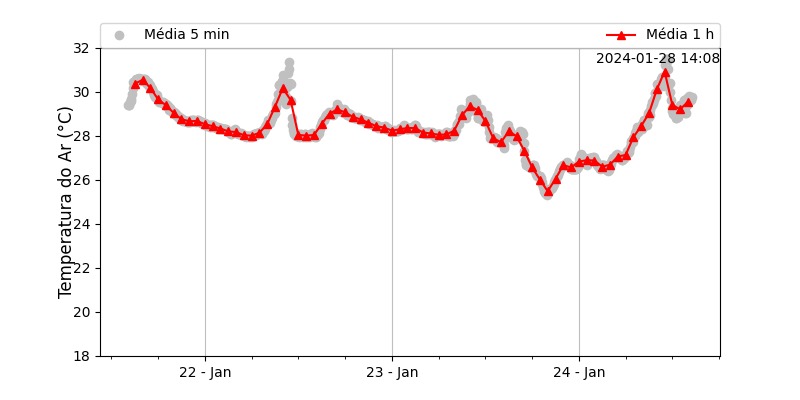 Média 5 min
Média 1 h
2024-01-28 14:08
Temperatura do Ar (°C)
32
30
28
26
24
22
20
18
22 - Jan
23 - Jan
24 - Jan